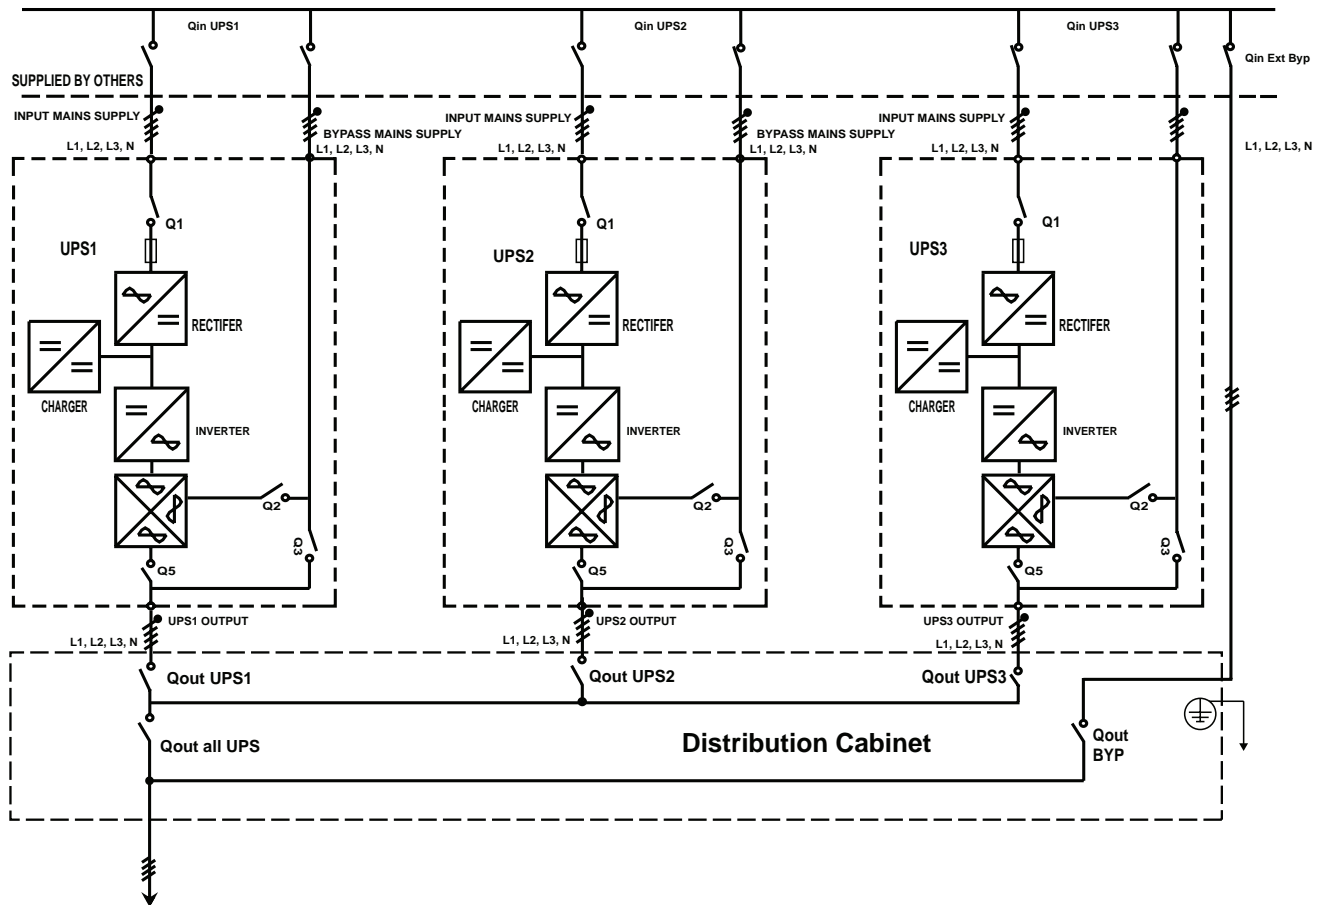 Qin UPS1
Qin UPS2
Qin UPS3
Qin Ext Byp
SUPPLIED BY OTHERS
INPUT MAINS SUPPLY
BYPASS MAINS SUPPLY
L1, L2, L3, N
L1, L2, L3, N
INPUT MAINS SUPPLY
BYPASS MAINS SUPPLY
L1, L2, L3, N
L1, L2, L3, N
INPUT MAINS SUPPLY
L1, L2, L3, N
L1, L2, L3, N
Q1
UPS1
RECTIFER
CHARGER
INVERTER
Q2
Q3
Q5
Q1
UPS2
RECTIFER
CHARGER
INVERTER
Q2
Q3
Q5
Q1
UPS3
RECTIFER
CHARGER
INVERTER
Q2
Q3
Q5
UPS1 OUTPUT
L1, L2, L3, N
UPS2 OUTPUT
L1, L2, L3, N
UPS3 OUTPUT
L1, L2, L3, N
Qout UPS1
Qout UPS2
Qout UPS3
Qout all UPS
Distribution Cabinet
Qout
BYP